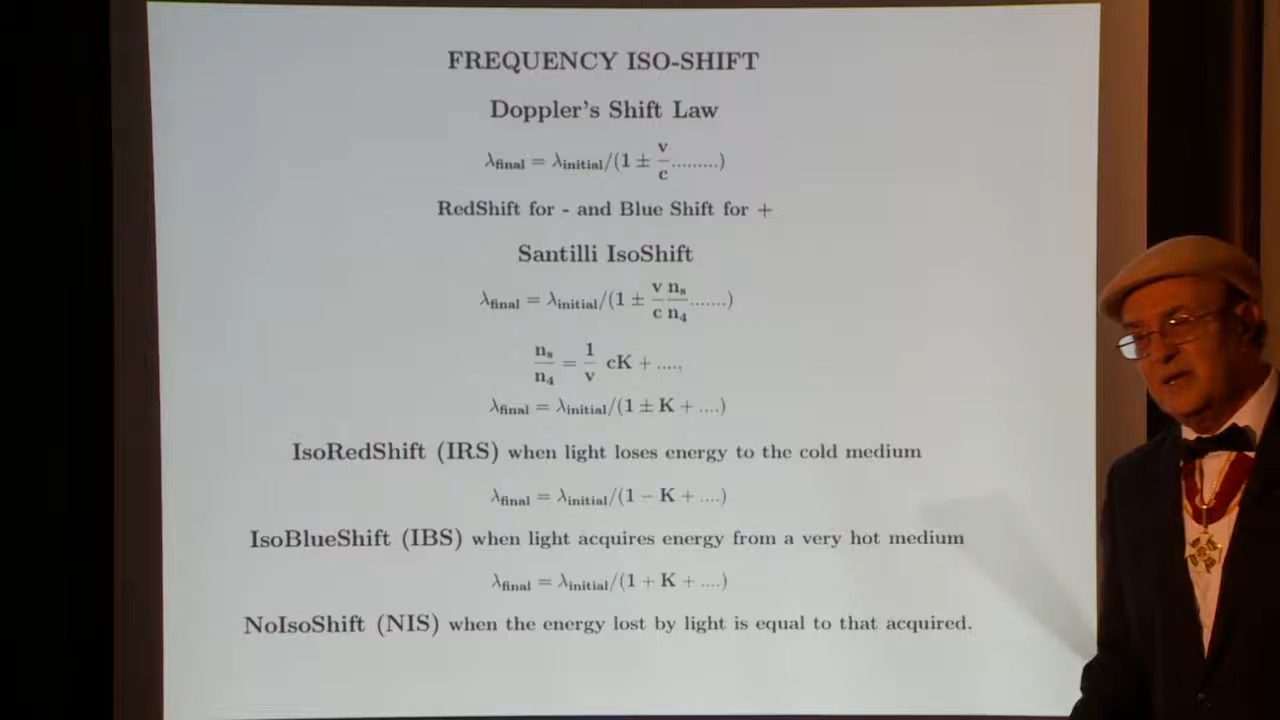 FREQUENCY ISO-SHIFT
Doppler's Shift Law
λfinal = λinitial/(1 ± v/c.........)
RedShift for - and Blue Shift for +
Santilli IsoShift
λfinal = λinitial/(1 ± v/c ns/n4.......)
ns/n4 = 1/v cK + ....,
λfinal = λinitial/(1 ± K + ....)
IsoRedShift (IRS) when light loses energy to the cold medium
λfinal = λinitial/(1 − K + ....)
IsoBlueShift (IBS) when light acquires energy from a very hot medium
λfinal = λinitial/(1 + K + ....)
NoIsoShift (NIS) when the energy lost by light is equal to that acquired.